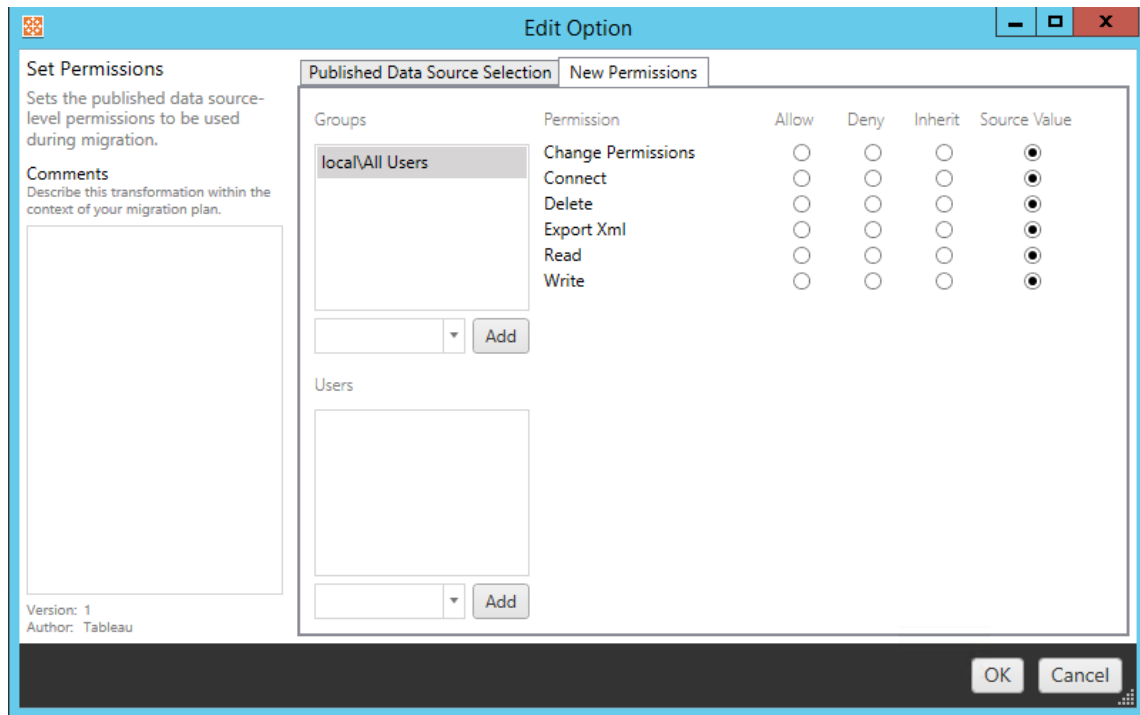 Edit Option
Set Permissions
Sets the published data source-
level permissions to be used
during migration.
Comments
Describe this transformation within the
context of your migration plan.
Version: 1
Author: Tableau
Published Data Source Selection
New Permissions
Groups
local\All Users
Add
Users
Add
Permission Allow Deny Inherit Source Value
Change Permissions
Connect
Delete
Export Xml
Read
Write
OK
Cancel